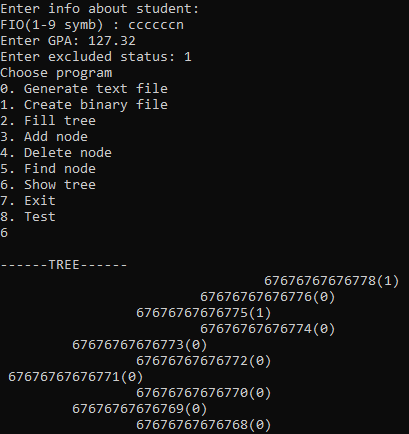 Enter info about student:
FIO(1-9 symb) : ccccccn
Enter GPA: 127.32
Enter excluded status: 1
Choose program
0. Generate text file
1. Create binary file
2. Fill tree
3. Add node
4. Delete node
5. Find node
6. Show tree
7. Exit
8. Test
6
------TREE------
67676767676778(1)
67676767676776(0)
67676767676775(1)
67676767676774(0)
67676767676773(0)
67676767676772(0)
67676767676771(0)
67676767676770(0)
67676767676769(0)
67676767676768(0)